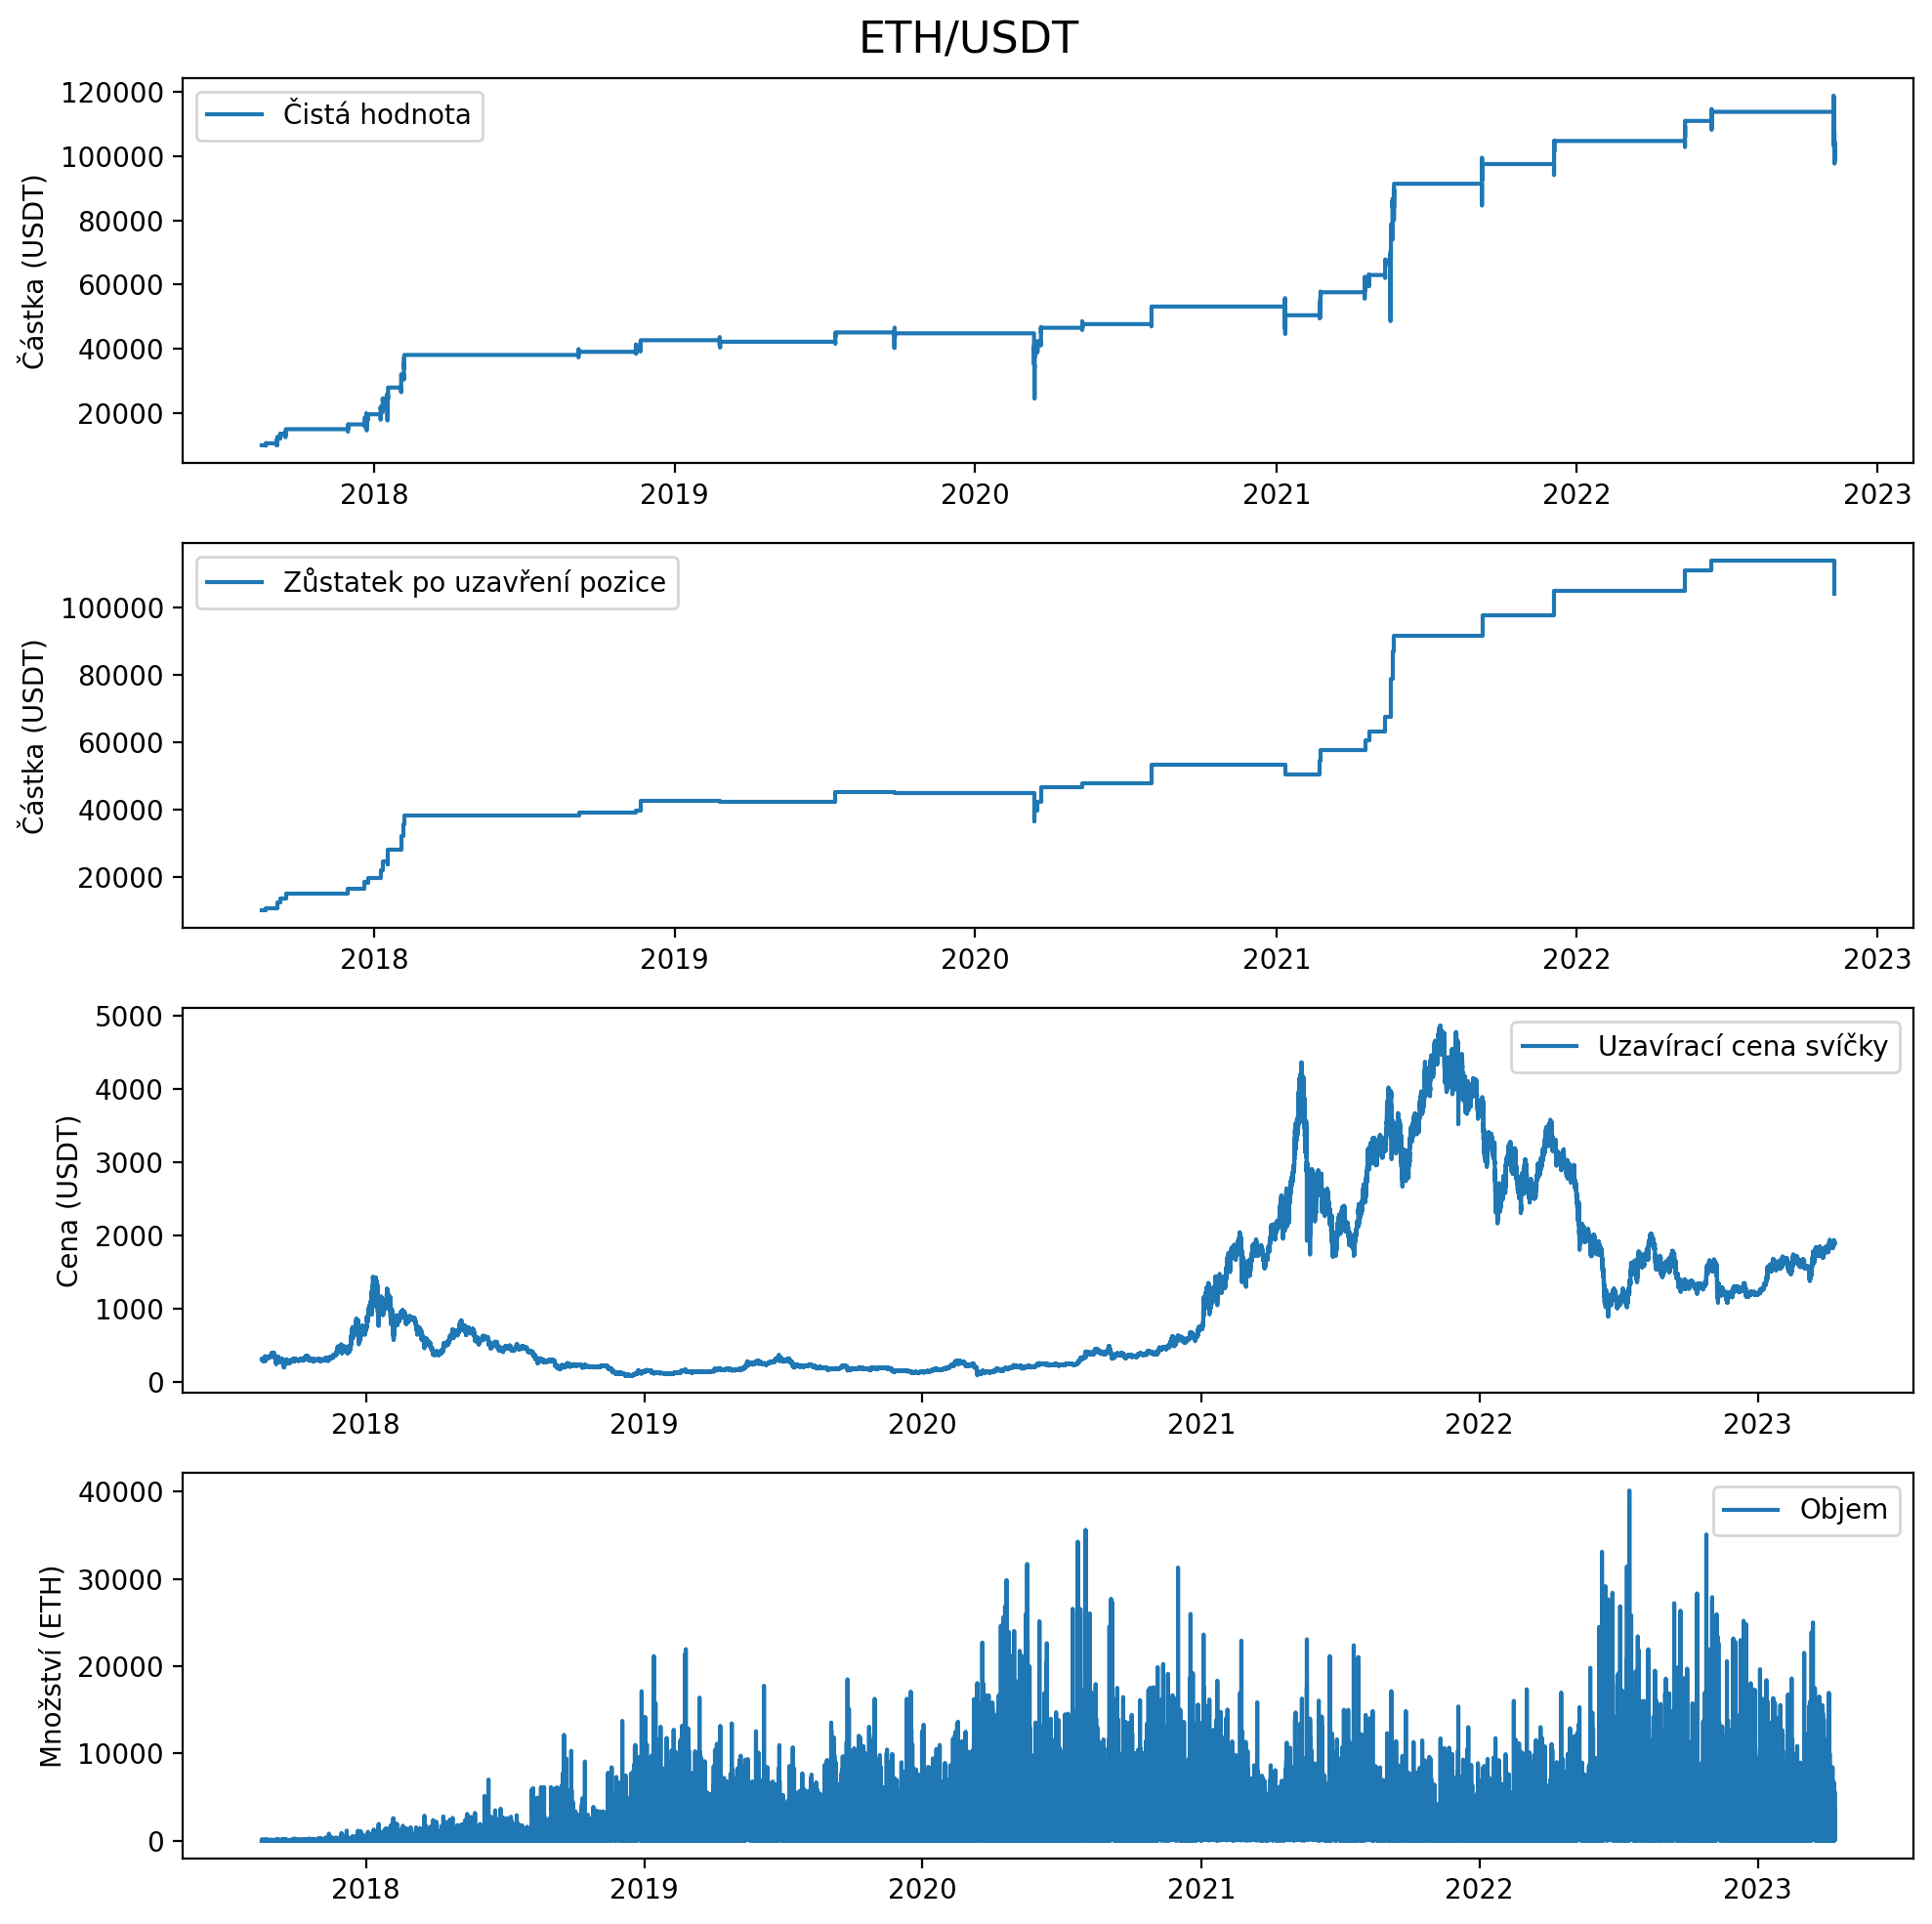 ETH/USDT
120000
100000
80000
60000
40000
20000
Částka (USDT)
Čistá hodnota
2018 2019 2020 2021 2022 2023
100000
80000
60000
40000
20000
Částka (USDT)
Zůstatek po uzavření pozice
2018 2019 2020 2021 2022 2023
5000
4000
3000
2000
1000
0
Cena (USDT)
Uzavírací cena svíčky
2018 2019 2020 2021 2022 2023
40000
30000
20000
10000
0
Množství (ETH)
Objem
2018 2019 2020 2021 2022 2023